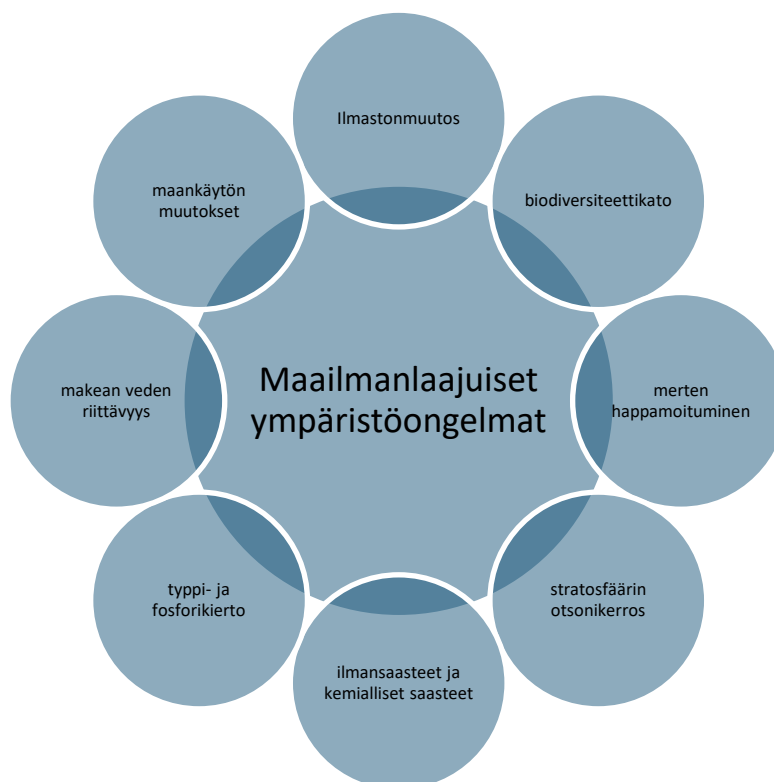 Ilmastonmuutos
biodiversiteettikato
merten
happamoituminen
stratosfäärin
otsonikerros
ilmansaasteet ja
kemialliset saasteet
typpi- ja
fosforikierto
makean veden
riittävyys
maankäytön
muutokset
Maailmanlaajuiset
ympäristöongelmat